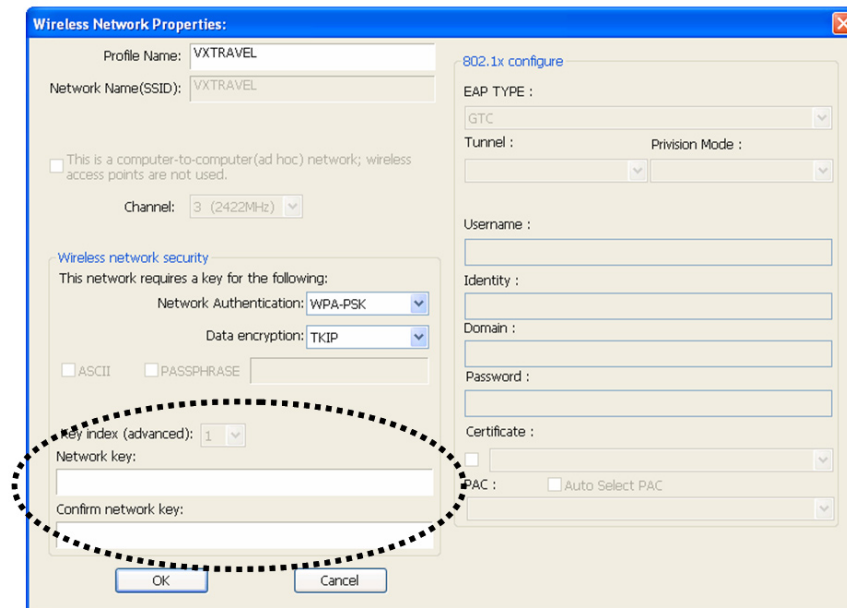 Wireless Network Properties:
Profile Name: VXTRAVEL
Network Name(SSID): VXTRAVEL
This is a computer-to-computer(ad hoc) network; wireless
access points are not used.
Channel: 3 (2422MHz)
Wireless network security
This network requires a key for the following:
Network Authentication: WPA-PSK
Data encryption: TKIP
ASCII PASSPHRASE
Key index (advanced): 1
Network key:
Confirm network key:
OK Cancel
802.1x configure
EAP TYPE :
GTC
Tunnel : Privision Mode :
Username :
Identity :
Domain :
Password :
Certificate :
PAC : Auto Select PAC